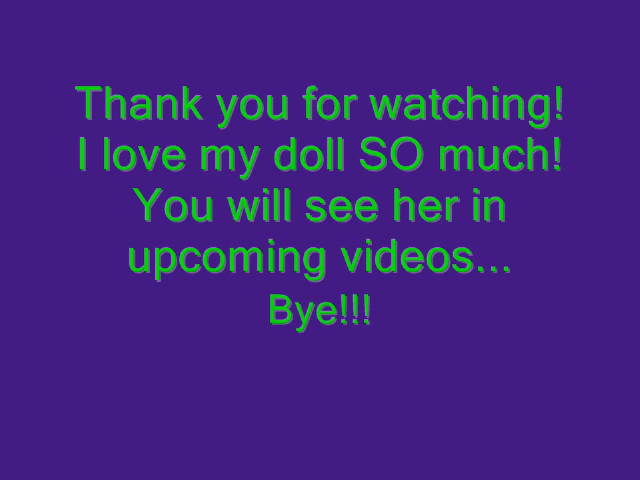 Thank you for watching!
I love my doll SO much!
You will see her in
upcoming videos...
Bye!!!